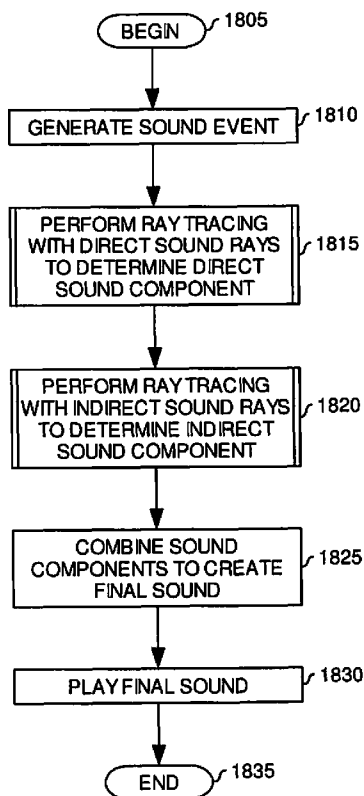 BEGIN 1805
GENERATE SOUND EVENT 1810
PERFORM RAY TRACING
WITH DIRECT SOUND RAYS
TO DETERMINE DIRECT
SOUND COMPONENT
1815
PERFORM RAY TRACING
WITH INDIRECT SOUND RAYS
TO DETERMINE INDIRECT
SOUND COMPONENT
1820
COMBINE SOUND
COMPONENTS TO CREATE
FINAL SOUND
1825
PLAY FINAL SOUND 1830
END 1835